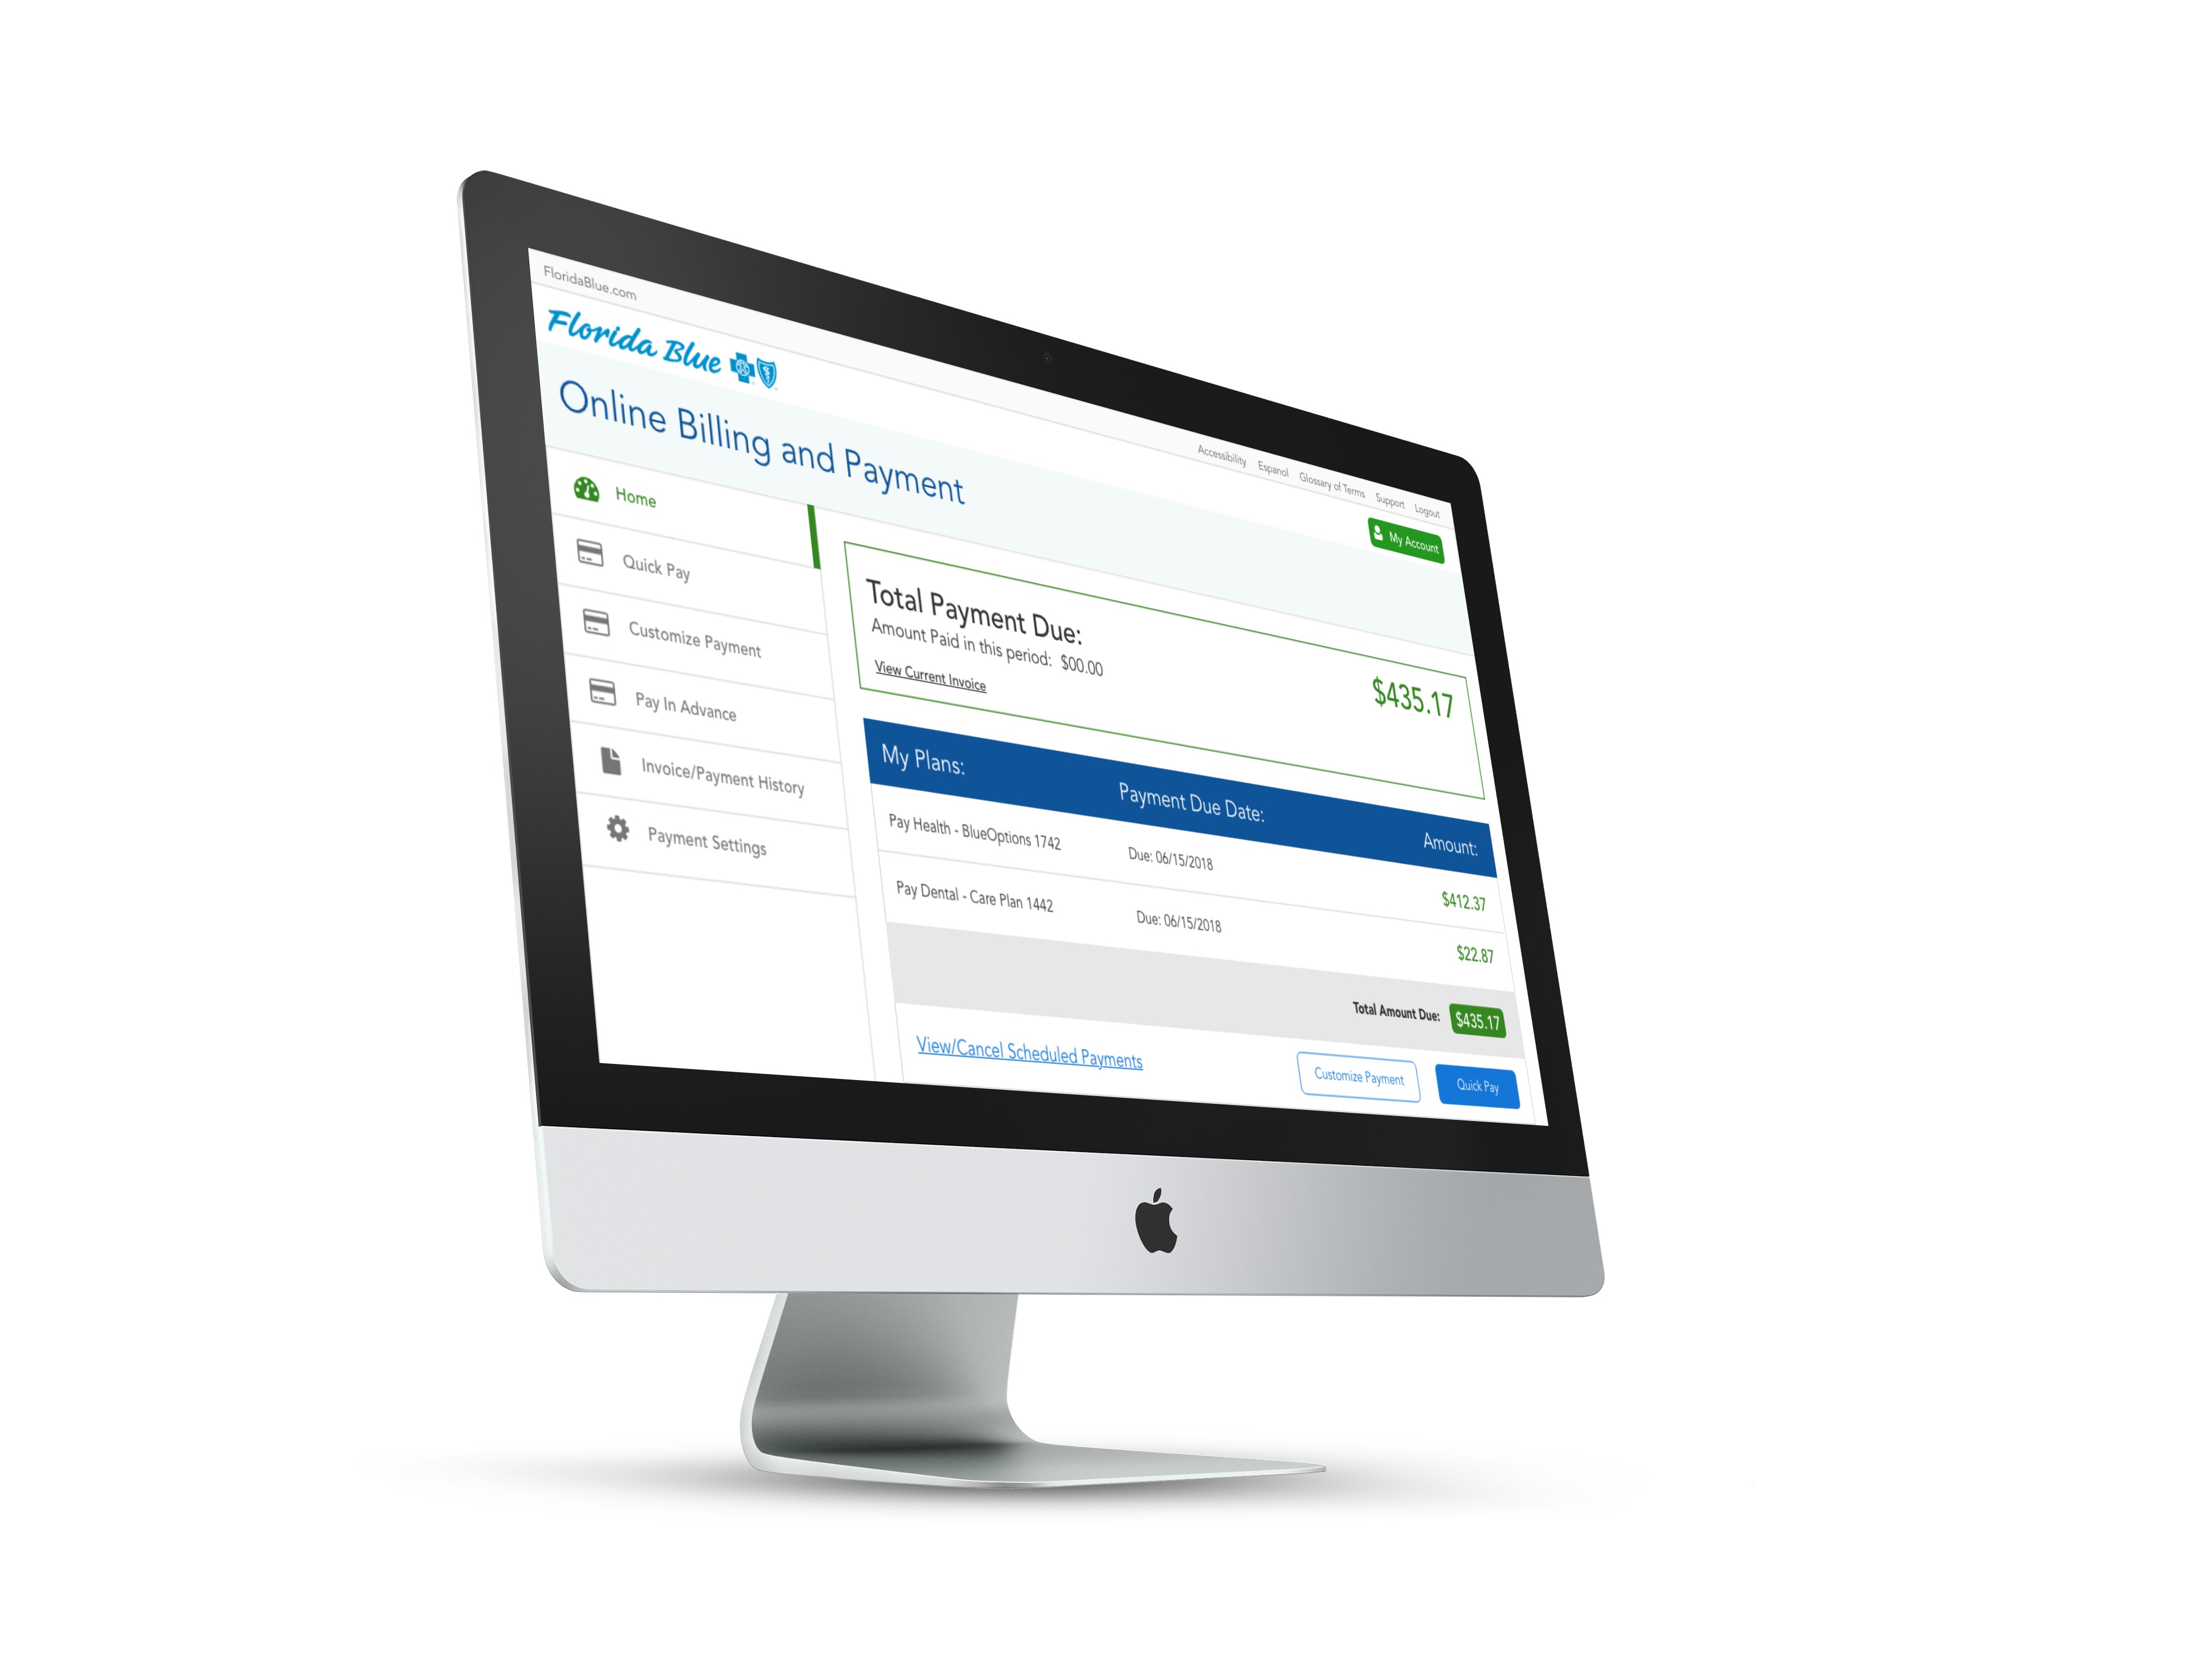 FloridaBlue.com
Accessibility Espanol Glossary of Terms Support Logout
Florida Blue
My Account
Online Billing and Payment
Home
Quick Pay
Customize Payment
Pay In Advance
Invoice/Payment History
Payment Settings
Total Payment Due:
$435.17
Amount Paid in this period: $00.00
View Current Invoice
My Plans: Payment Due Date: Amount:
Pay Health - BlueOptions 1742 Due: 06/15/2018 $412.37
Pay Dental - Care Plan 1442 Due: 06/15/2018 $22.87
Total Amount Due: $435.17
View/Cancel Scheduled Payments Customize Payment Quick Pay